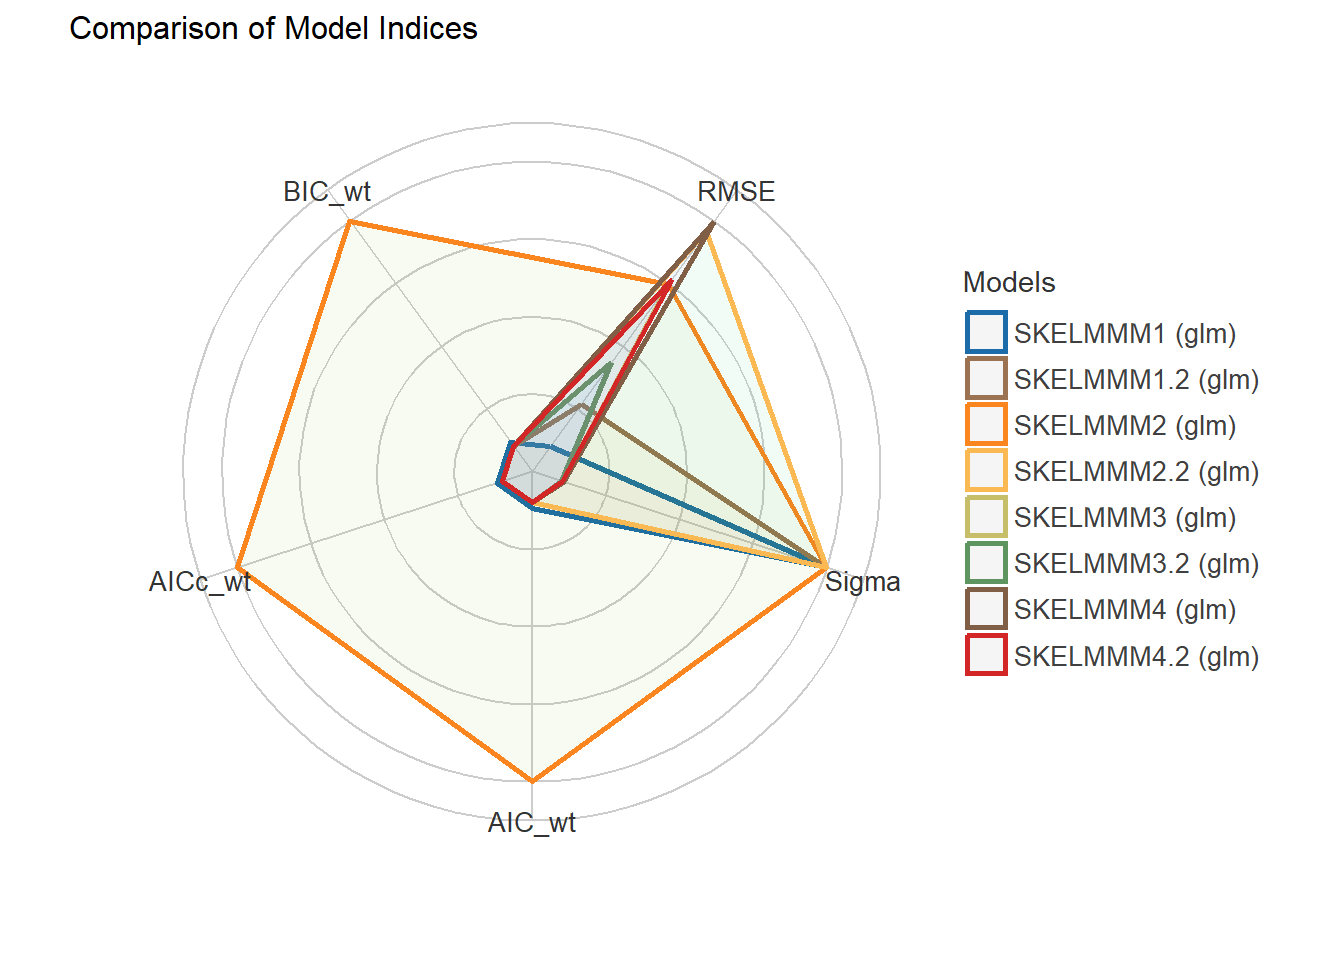 Comparison of Model Indices
BIC_wt
RMSE
AICc_wt
Sigma
AIC_wt
Models
SKELMMM1 (glm)
SKELMMM1.2 (glm)
SKELMMM2 (glm)
SKELMMM2.2 (glm)
SKELMMM3 (glm)
SKELMMM3.2 (glm)
SKELMMM4 (glm)
SKELMMM4.2 (glm)